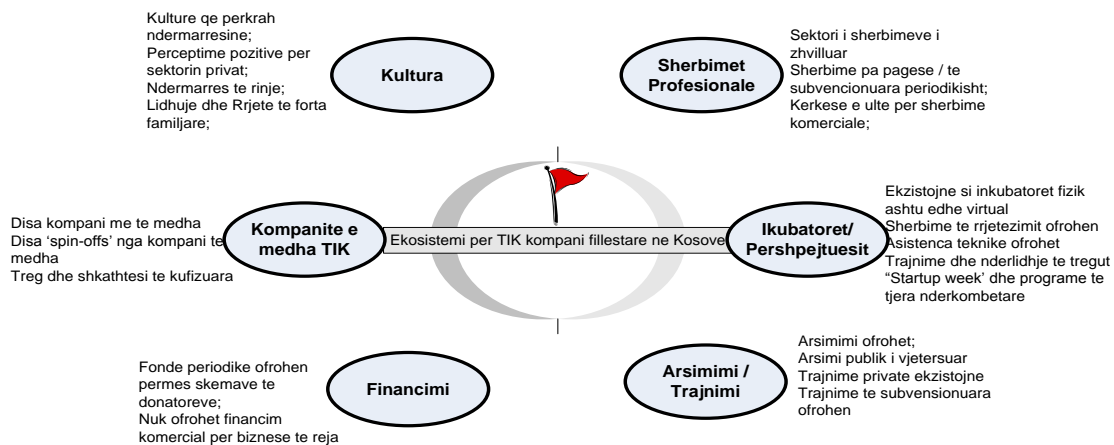 Kulture qe perkrah
ndermarresine;
Perceptime pozitive per
sektorin privat;
Ndermarres te rinje;
Lidhuje dhe Rrjete te forta
familjare;
Kultura
Sherbimet
Profesionale
Sektori i sherbimeve i
zhvilluar
Sherbime pa pagese / te
subvencionuara periodikisht;
Kerkese e ulte per sherbime
komerciale;
Disa kompani me te medha
Disa ‘spin-offs’ nga kompani te
medha
Treg dhe shkathtesi te kufizuara
Kompanite e
medha TIK
Ekosistemi per TIK kompani fillestare ne Kosove
Ikubatoret/
Pershpejtuesit
Ekzistojne si inkubatoret fizik
ashtu edhe virtual
Sherbime te rrjetezimit ofrohen
Asistenca teknike ofrohet
Trajnime dhe nderlidhje te tregut
“Startup week’ dhe programe te
tjera nderkombetare
Fonde periodike ofrohen
permes skemave te
donatoreve;
Nuk ofrohet financim
komercial per biznese te reja
Financimi
Arsimimi /
Trajnimi
Arsimimi ofrohet;
Arsimi publik i vjetersuar
Trajnime private ekzistojne
Trajnime te subvensionuara
ofrohen